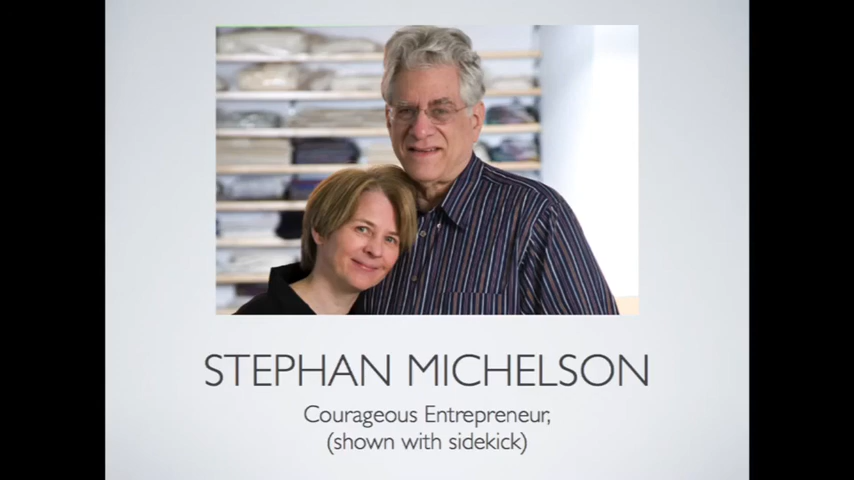 STEPHAN MICHELSON
Courageous Entrepreneur,
(shown with sidekick)